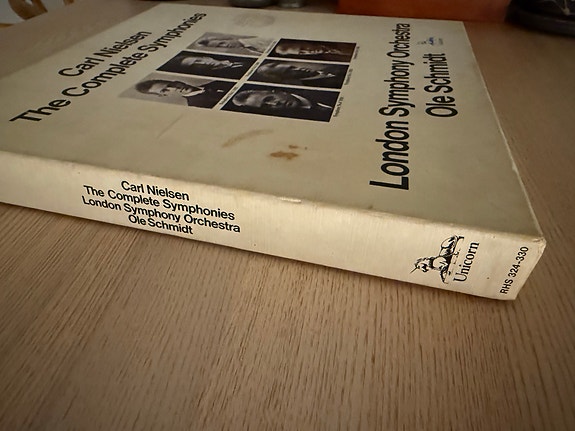 Carl Nielsen
The Complete Symphonies
London Symphony Orchestra
Ole Schmidt
Carl Nielsen
The Complete Symphonies
London Symphony Orchestra
Ole Schmidt
Unicorn
RHS 324-330